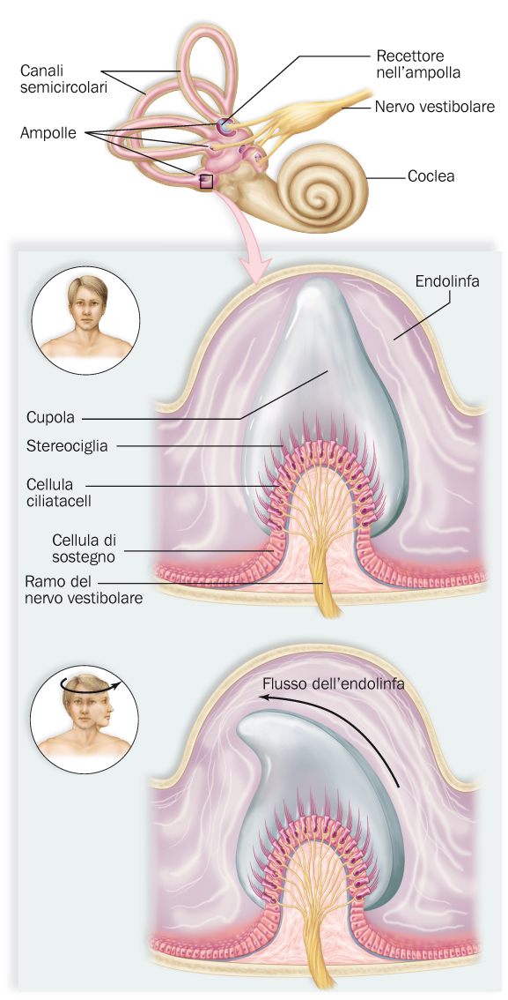 Canali
semicircolari
Recettore
nell'ampolla
Nervo vestibolare
Ampolle
Coclea
Endolinfa
Cupola
Stereociglia
Cellula
ciliatacell
Cellula di
sostegno
Ramo del
nervo vestibolare
Flusso dell'endolinfa